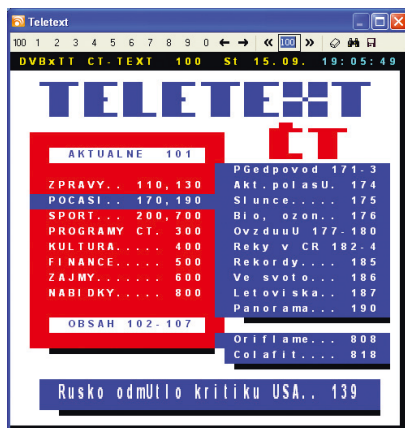 Teletext
100 1 2 3 4 5 6 7 8 9 0 100
DVBxTT CT-TEXT 100 St 15.09. 19:05:49
TELETEXT
ČT
AKTUALNE 101
ZPRAVY.. 110,130
POCASI.. 170,190
SPORT... 200,700
PROGRAMY CT. 300
KULTURA..... 400
FINANCE..... 500
ZAJMY....... 600
NABIDKY..... 800
OBSAH 102-107
PGedpovod 171-3
Akt.polasU. 174
Slunce..... 175
Bio, ozon.. 176
OvzduuU 177-180
Reky v CR 182-4
Rekordy.... 185
Ve svoto... 186
Letoviska.. 187
Panorama... 190
Oriflame... 808
Colafit.... 818
Rusko odmUtlo kritiku USA.. 139